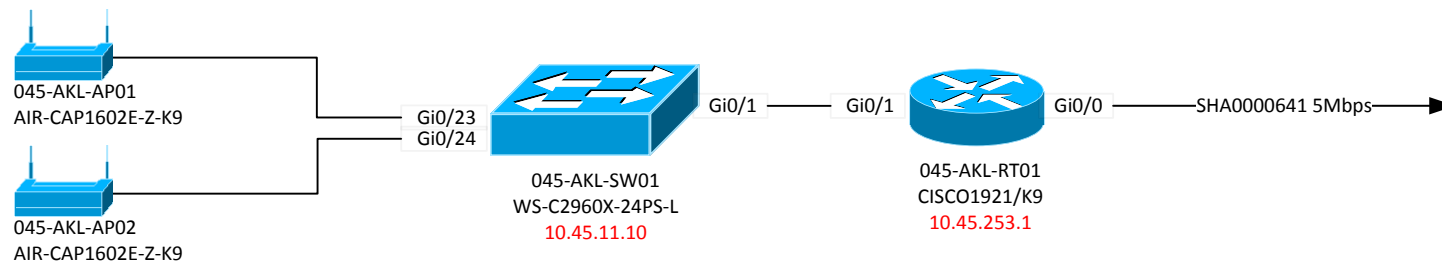 045-AKL-AP01
AIR-CAP1602E-Z-K9
Gi0/23
Gi0/24
045-AKL-AP02
AIR-CAP1602E-Z-K9
045-AKL-SW01
WS-C2960X-24PS-L
10.45.11.10
Gi0/1
Gi0/1
045-AKL-RT01
CISCO1921/K9
10.45.253.1
Gi0/0
SHA0000641 5Mbps